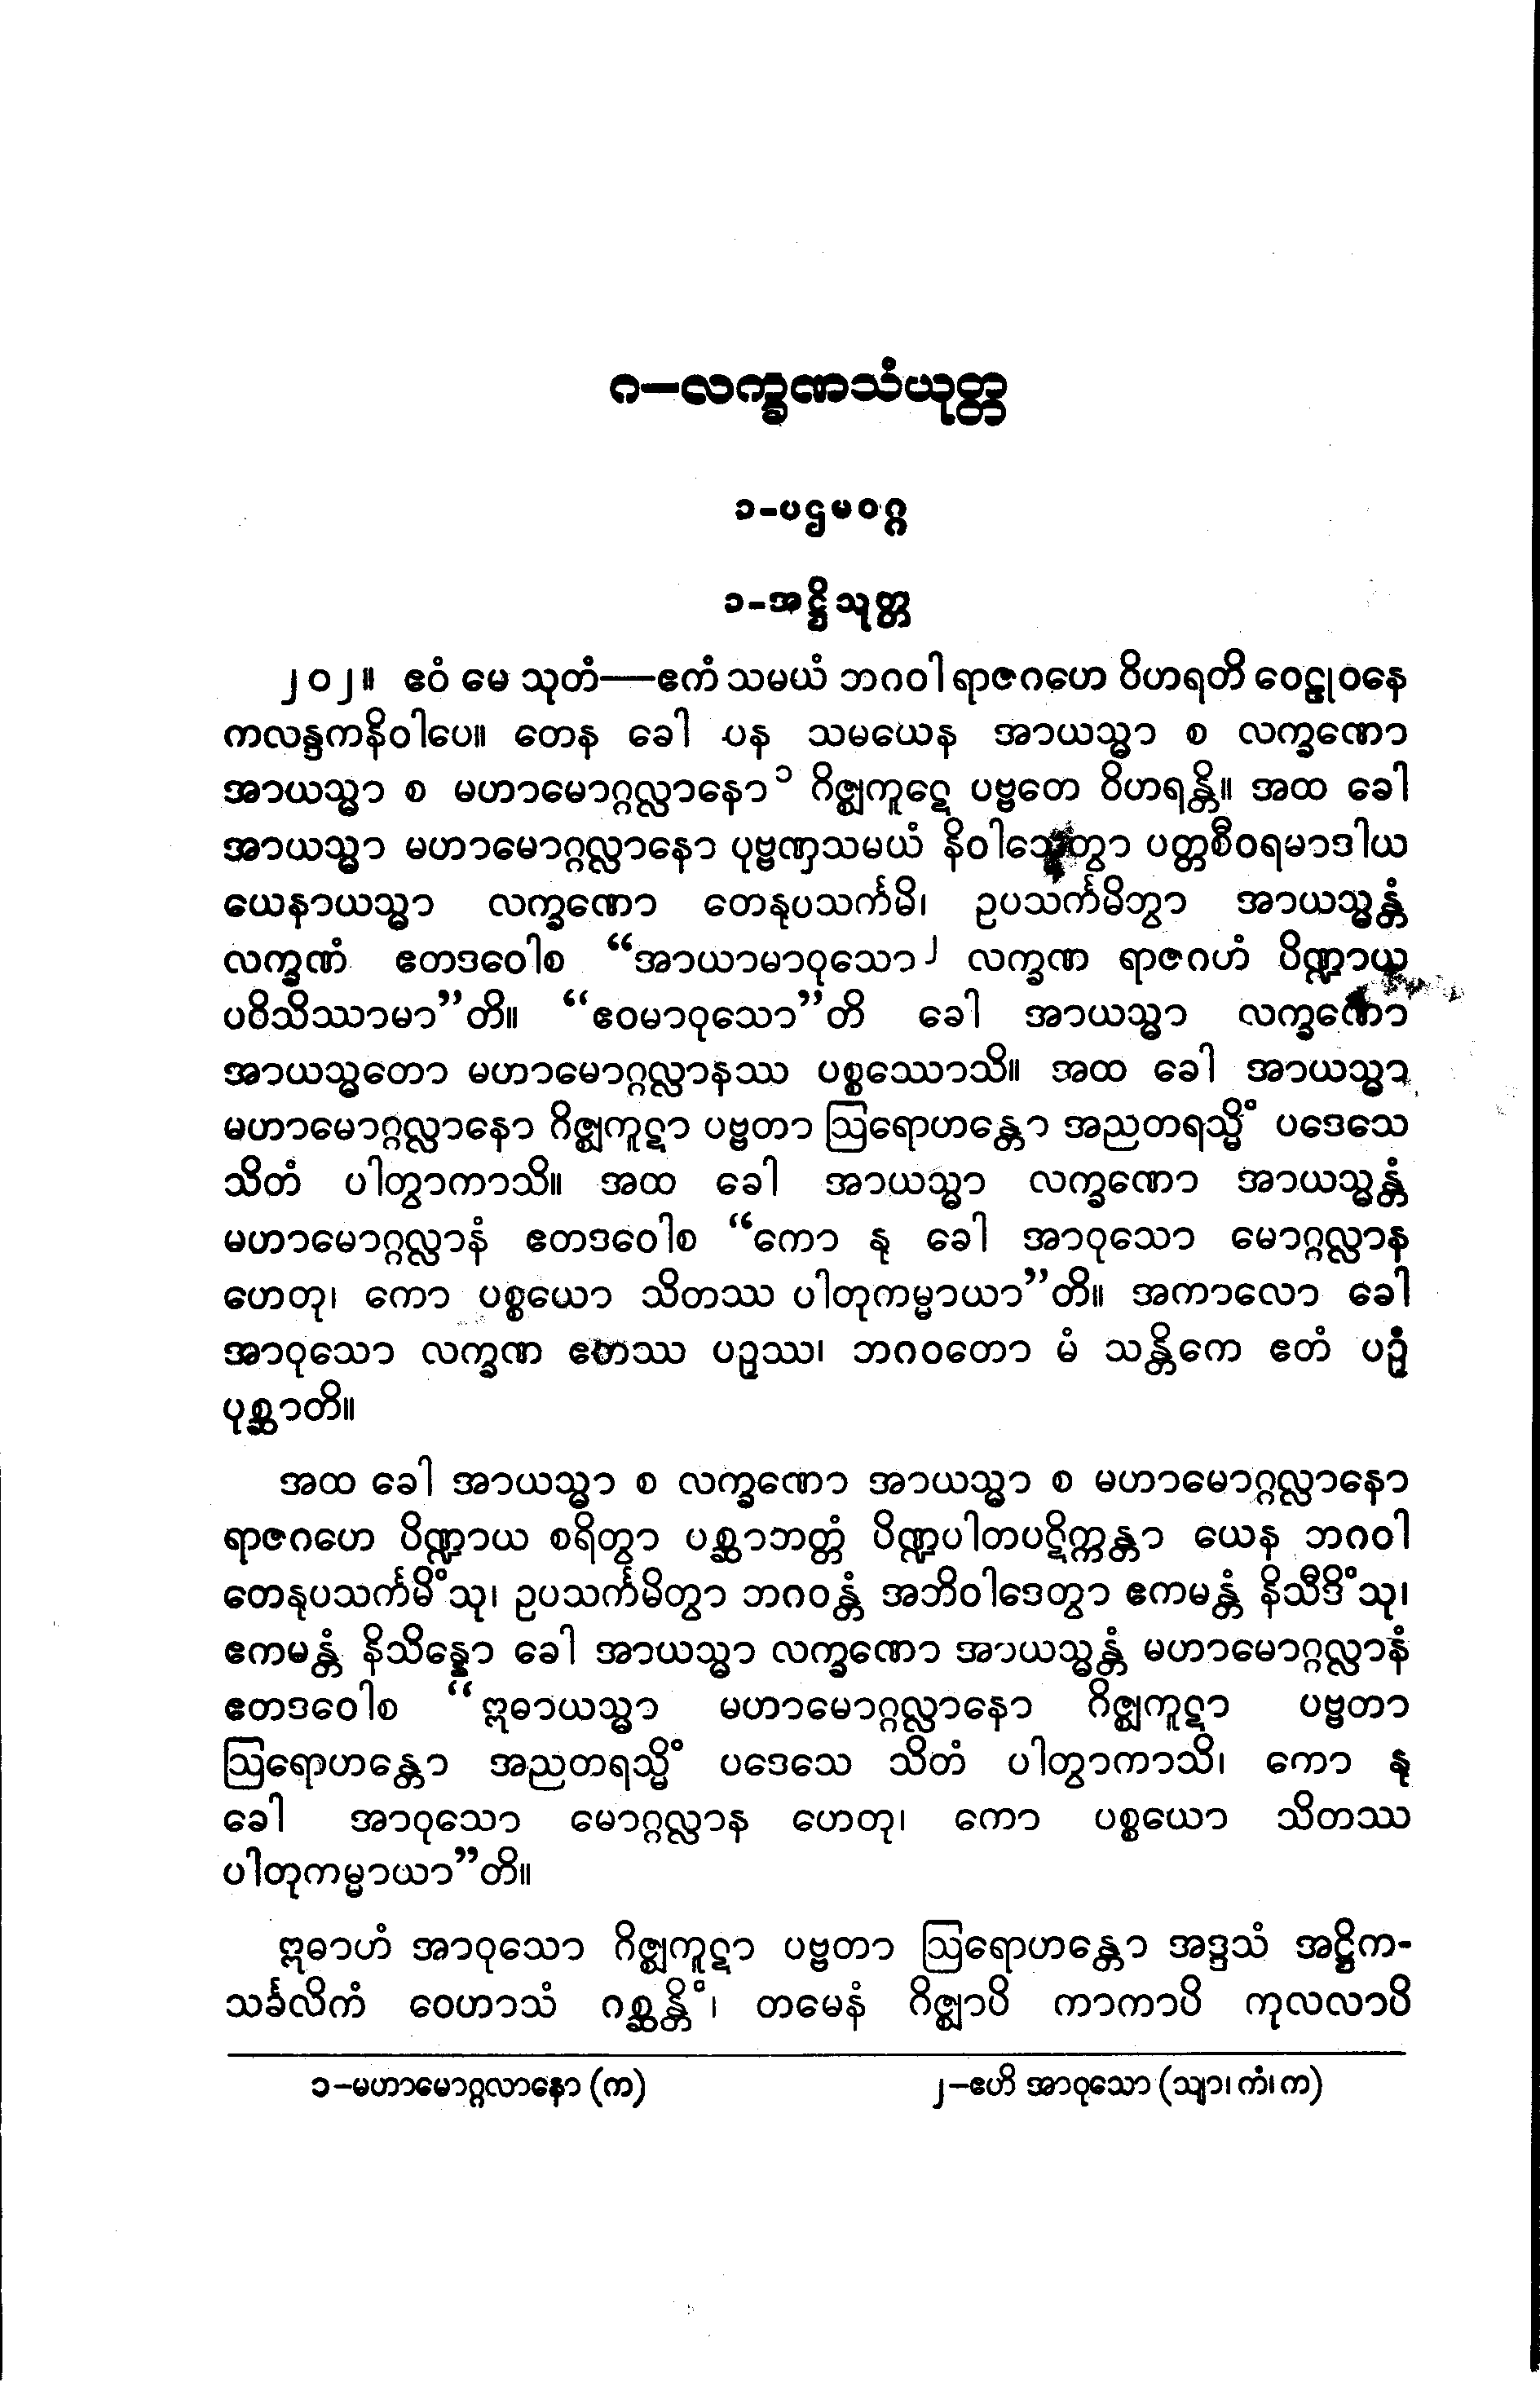 ၈—လက္ခဏသံယုတ္တ
၁-ပဌမဝဂ္ဂ
၁-အဋ္ဌိသုတ္တ
၂၀၂။ ဧဝံ မေ သုတံ—ဧကံ သမယံ ဘဂဝါ ရာဇဂဟေ ဝိဟရတိ ဝေဠုဝနေ
ကလန္ဒကနိဝါပေ။ တေန ခေါ ပန သမယေန အာယသ္မာ စ လက္ခဏော
အာယသ္မာ စ မဟာမောဂ္ဂလ္လာနော ၁ ဂိဇ္ဈကူဋေ ပဗ္ဗတေ ဝိဟရန္တိ။ အထ ခေါ
အာယသ္မာ မဟာမောဂ္ဂလ္လာနော ပုဗ္ဗဏှသမယံ နိဝါသေတွာ ပတ္တစီဝရမာဒါယ
ယေနာယသ္မာ လက္ခဏော တေနုပသင်္ကမိ၊ ဥပသင်္ကမိတွာ အာယသ္မန္တံ
လက္ခဏံ ဧတဒဝေါစ “အာယာမာဝုသော ၂ လက္ခဏ ရာဇဂဟံ ပိဏ္ဍာယ
ပဝိသိဿာမာ”တိ။ “ဧဝမာဝုသော”တိ ခေါ အာယသ္မာ လက္ခဏော
အာယသ္မတော မဟာမောဂ္ဂလ္လာနဿ ပစ္စဿောသိ။ အထ ခေါ အာယသ္မာ
မဟာမောဂ္ဂလ္လာနော ဂိဇ္ဈကူဋာ ပဗ္ဗတာ ဩရောဟန္တော အညတရသ္မိံ ပဒေသေ
သိတံ ပါတွာကာသိ။ အထ ခေါ အာယသ္မာ လက္ခဏော အာယသ္မန္တံ
မဟာမောဂ္ဂလ္လာနံ ဧတဒဝေါစ “ကော နု ခေါ အာဝုသော မောဂ္ဂလ္လာန
ဟေတု၊ ကော ပစ္စယော သိတဿ ပါတုကမ္မာယာ”တိ။ အကာလော ခေါ
အာဝုသော လက္ခဏ ဧတဿ ပဉှဿ၊ ဘဂဝတော မံ သန္တိကေ ဧတံ ပဉှံ
ပုစ္ဆာတိ။
အထ ခေါ အာယသ္မာ စ လက္ခဏော အာယသ္မာ စ မဟာမောဂ္ဂလ္လာနော
ရာဇဂဟေ ပိဏ္ဍာယ စရိတွာ ပစ္ဆာဘတ္တံ ပိဏ္ဍပါတပဋိက္ကန္တာ ယေန ဘဂဝါ
တေနုပသင်္ကမိံသု၊ ဥပသင်္ကမိတွာ ဘဂဝန္တံ အဘိဝါဒေတွာ ဧကမန္တံ နိသီဒိံသု၊
ဧကမန္တံ နိသိန္နော ခေါ အာယသ္မာ လက္ခဏော အာယသ္မန္တံ မဟာမောဂ္ဂလ္လာနံ
ဧတဒဝေါစ “ဣဓာယသ္မာ မဟာမောဂ္ဂလ္လာနော ဂိဇ္ဈကူဋာ ပဗ္ဗတာ
ဩရောဟန္တော အညတရသ္မိံ ပဒေသေ သိတံ ပါတွာကာသိ၊ ကော နု
ခေါ အာဝုသော မောဂ္ဂလ္လာန ဟေတု၊ ကော ပစ္စယော သိတဿ
ပါတုကမ္မာယာ”တိ။
ဣဓာဟံ အာဝုသော ဂိဇ္ဈကူဋာ ပဗ္ဗတာ ဩရောဟန္တော အဒ္ဒသံ အဋ္ဌိက-
သင်္ခလိကံ ဝေဟာသံ ဂစ္ဆန္တိံ၊ တမေနံ ဂိဇ္ဈာပိ ကာကာပိ ကုလလာပိ
၁—မဟာမောဂ္ဂလာနော (က) ၂—ဧဟိ အာဝုသော (သျာ၊ ကံ၊ က)